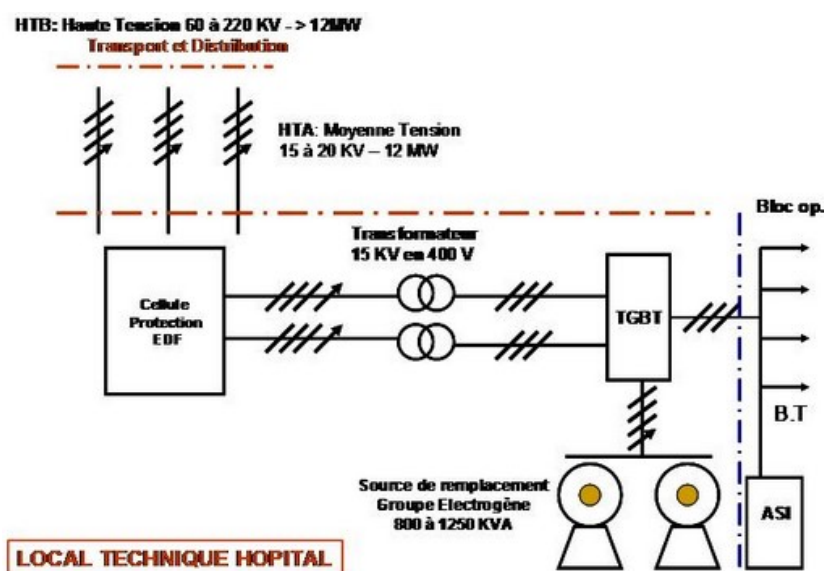 HTB: Haute Tension 60 à 220 KV - > 12MW
Transport et Distribution
HTA: Moyenne Tension
15 à 20 KV – 12 MW
Bloc op.
Transformateur
15 KV en 400 V
Cellule
Protection
EDF
TGBT
B.T
Source de remplacement
Groupe Electrogène
800 à 1250 KVA
ASI
LOCAL TECHNIQUE HOPITAL